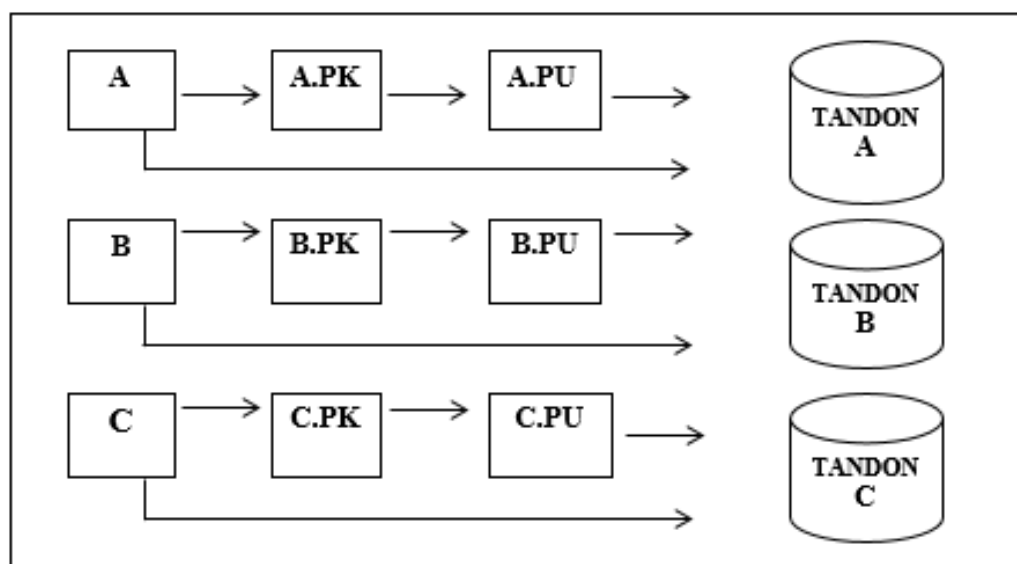 A
A.PK
A.PU
TANDON
A
B
B.PK
B.PU
TANDON
B
C
C.PK
C.PU
TANDON
C